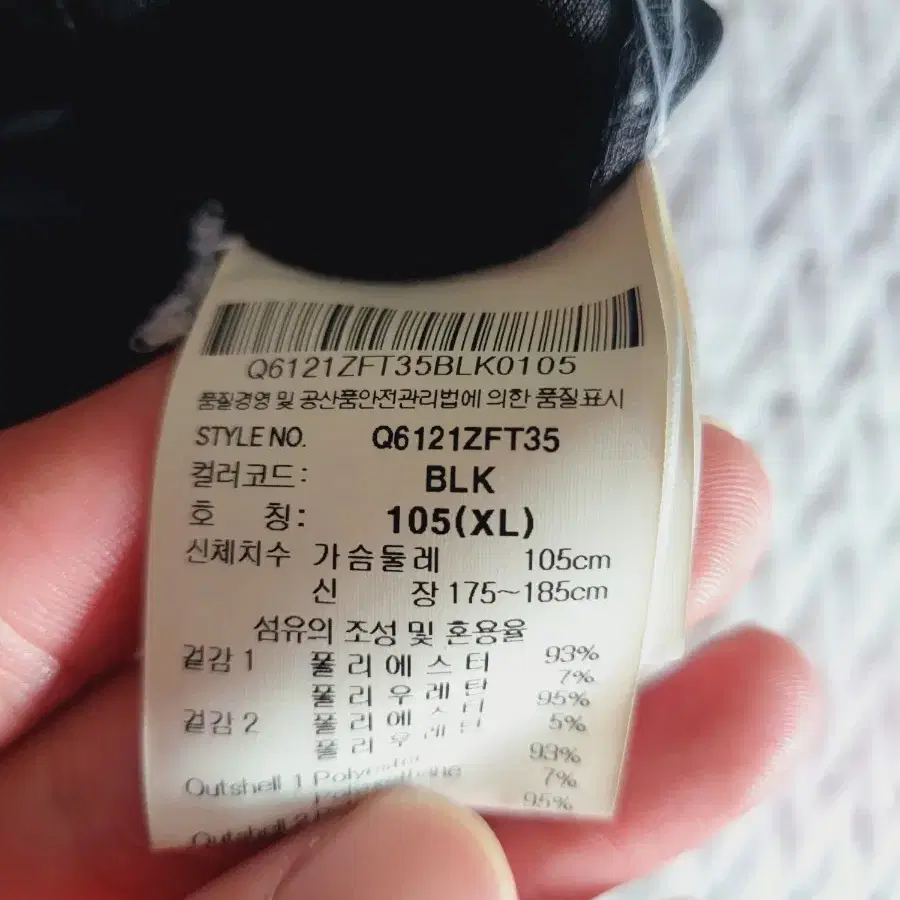 Q6121ZFT35BLK0105
품질경영 및 공산품안전관리법에 의한 품질표시
STYLE NO. Q6121ZFT35
컬러코드: BLK
호 칭: 105(XL)
신체치수 가슴둘레 105cm
신 장 175~185cm
섬유의 조성 및 혼용율
겉감 1 폴리에스터 93%
폴리우레탄 7%
겉감 2 폴리에스터 95%
폴리우레탄 5%
Outshell 1 Polyester 93%
7%
Outshell 95%